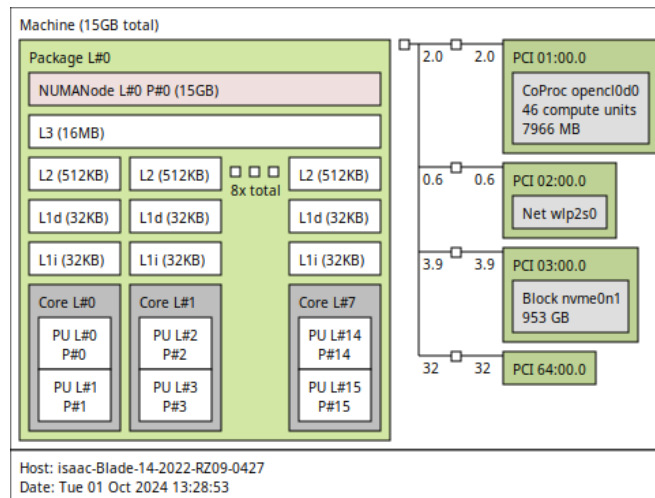 Machine (15GB total)
Package L#0
NUMANode L#0 P#0 (15GB)
L3 (16MB)
L2 (512KB) L2 (512KB) L2 (512KB)
8x total
L1d (32KB) L1d (32KB) L1d (32KB)
L1i (32KB) L1i (32KB) L1i (32KB)
Core L#0 Core L#1 Core L#7
PU L#0 PU L#2 PU L#14
P#0 P#2 P#14
PU L#1 PU L#3 PU L#15
P#1 P#3 P#15
2.0 2.0 PCI 01:00.0
CoProc opencl0d0
46 compute units
7966 MB
0.6 0.6 PCI 02:00.0
Net wlp2s0
3.9 3.9 PCI 03:00.0
Block nvme0n1
953 GB
32 32 PCI 64:00.0
Host: isaac-Blade-14-2022-RZ09-0427
Date: Tue 01 Oct 2024 13:28:53